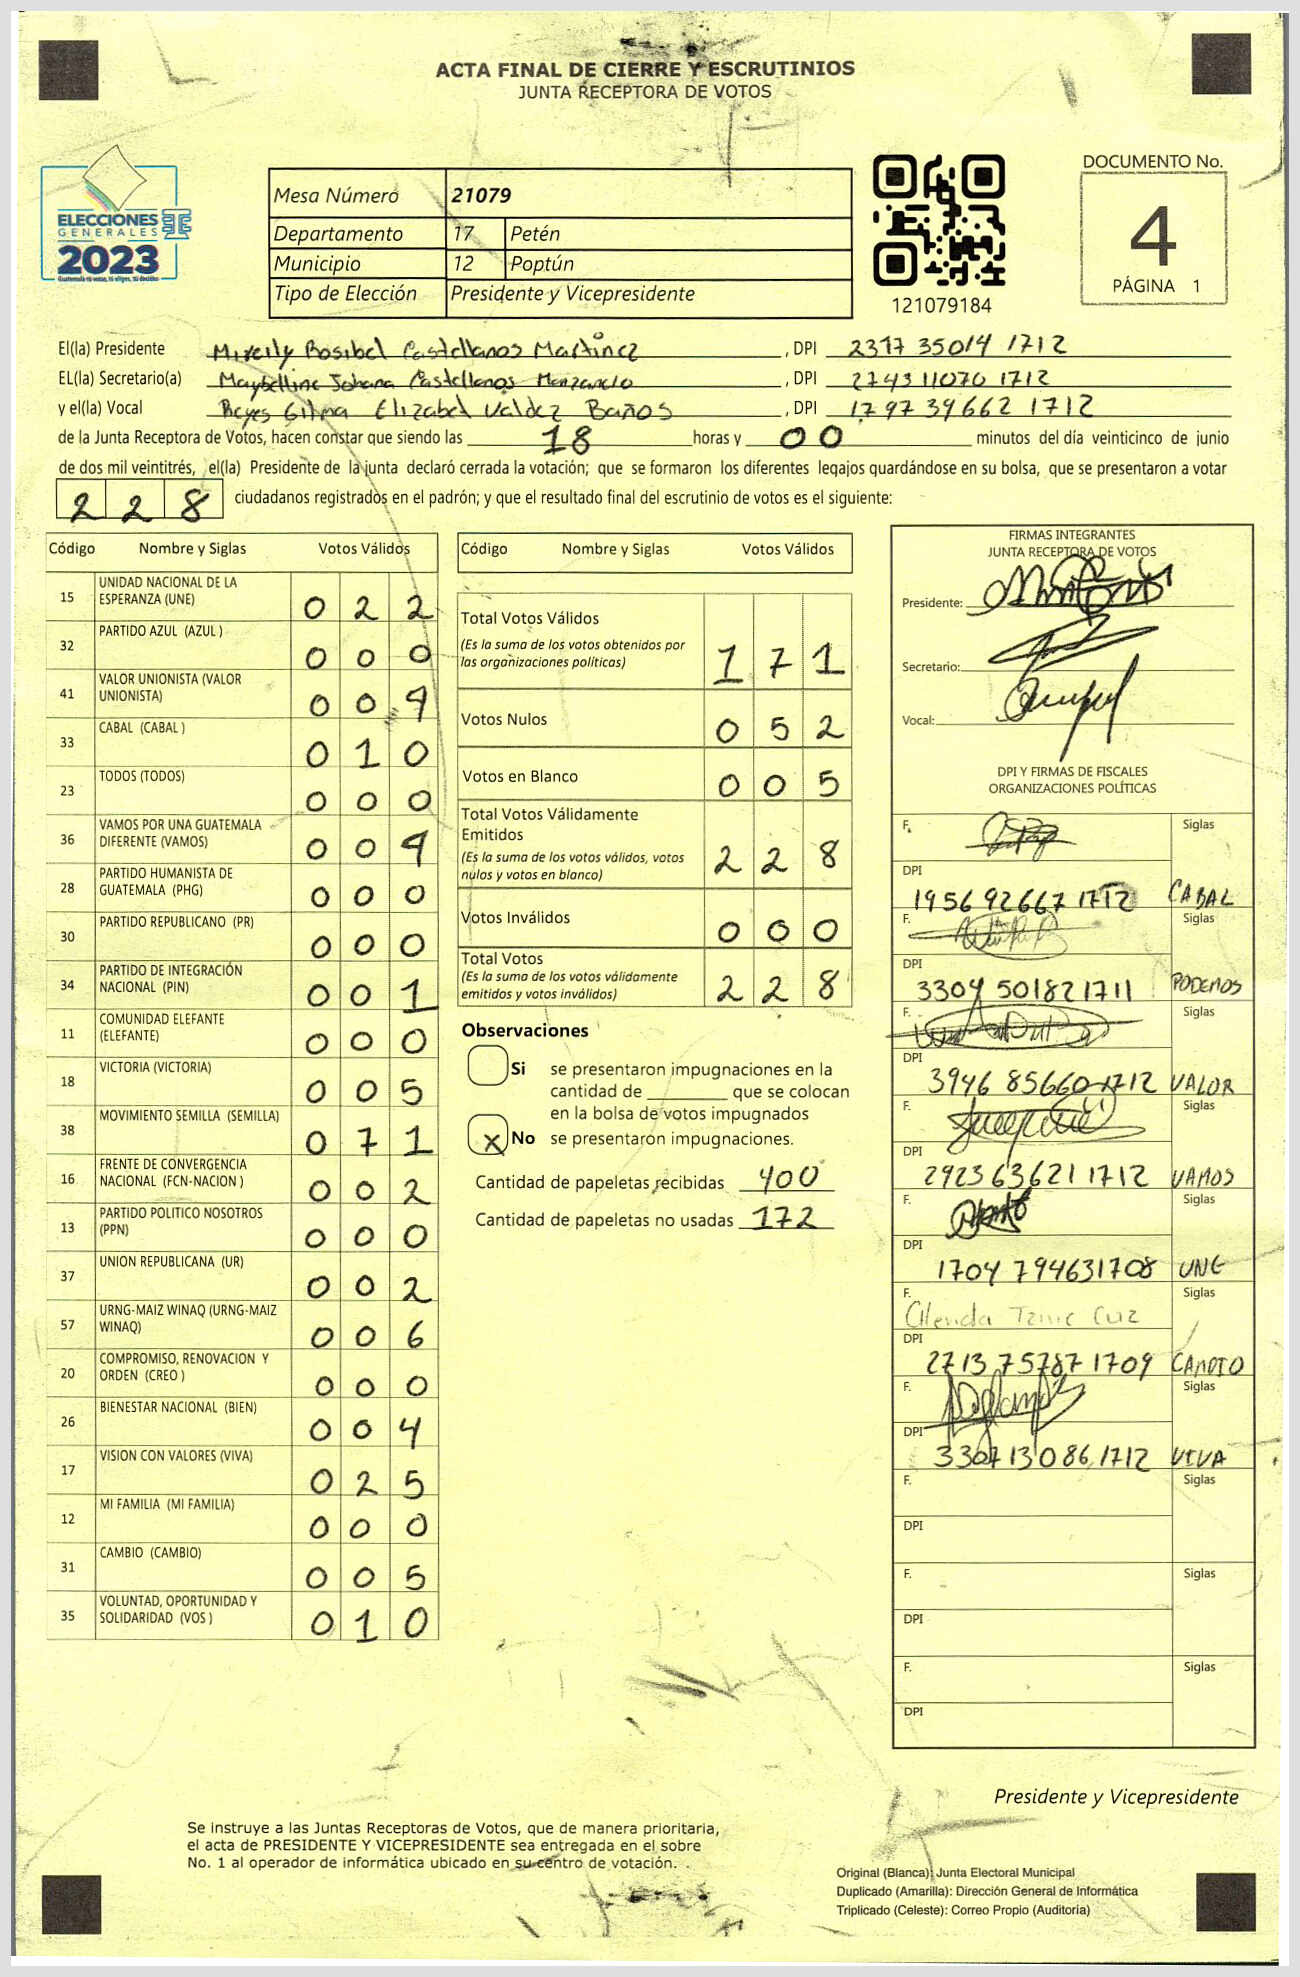 ACTA FINAL DE CIERRE Y ESCRUTINIOS
JUNTA RECEPTORA DE VOTOS
ELECCIONES
GENERALES
2023
Mesa Número 21079
Departamento 17 Petén
Municipio 12 Poptún
Tipo de Elección Presidente y Vicepresidente
121079184
DOCUMENTO No.
4
PÁGINA 1
El(la) Presidente Mireily Rosibel Castellanos Martínez , DPI 2317 35014 1712
EL(la) Secretario(a) Maybelline Johana Castellanos Manzanero , DPI 2743 11070 1712
y el(la) Vocal Reyes Gilma Elizabet Valdez Baños , DPI 1797 39662 1712
de la Junta Receptora de Votos, hacen constar que siendo las 18 horas y 00 minutos del día veinticinco de junio
de dos mil veintitrés, el(la) Presidente de la junta declaró cerrada la votación; que se formaron los diferentes legajos guardándose en su bolsa, que se presentaron a votar
228 ciudadanos registrados en el padrón; y que el resultado final del escrutinio de votos es el siguiente:
Código Nombre y Siglas Votos Válidos
15 UNIDAD NACIONAL DE LA ESPERANZA (UNE) 0 2 2
32 PARTIDO AZUL (AZUL ) 0 0 0
41 VALOR UNIONISTA (VALOR UNIONISTA) 0 0 9
33 CABAL (CABAL ) 0 1 0
23 TODOS (TODOS) 0 0 0
36 VAMOS POR UNA GUATEMALA DIFERENTE (VAMOS) 0 0 9
28 PARTIDO HUMANISTA DE GUATEMALA (PHG) 0 0 0
30 PARTIDO REPUBLICANO (PR) 0 0 0
34 PARTIDO DE INTEGRACIÓN NACIONAL (PIN) 0 0 1
11 COMUNIDAD ELEFANTE (ELEFANTE) 0 0 0
18 VICTORIA (VICTORIA) 0 0 5
38 MOVIMIENTO SEMILLA (SEMILLA) 0 7 1
16 FRENTE DE CONVERGENCIA NACIONAL (FCN-NACION ) 0 0 2
13 PARTIDO POLITICO NOSOTROS (PPN) 0 0 0
37 UNION REPUBLICANA (UR) 0 0 2
57 URNG-MAIZ WINAQ (URNG-MAIZ WINAQ) 0 0 6
20 COMPROMISO, RENOVACION Y ORDEN (CREO ) 0 0 0
26 BIENESTAR NACIONAL (BIEN) 0 0 4
17 VISION CON VALORES (VIVA) 0 2 5
12 MI FAMILIA (MI FAMILIA) 0 0 0
31 CAMBIO (CAMBIO) 0 0 5
35 VOLUNTAD, OPORTUNIDAD Y SOLIDARIDAD (VOS ) 0 1 0
Código Nombre y Siglas Votos Válidos
Total Votos Válidos
(Es la suma de los votos obtenidos por
las organizaciones políticas) 1 7 1
Votos Nulos 0 5 2
Votos en Blanco 0 0 5
Total Votos Válidamente
Emitidos
(Es la suma de los votos válidos, votos
nulos y votos en blanco) 2 2 8
Votos Inválidos 0 0 0
Total Votos
(Es la suma de los votos válidamente
emitidos y votos inválidos) 2 2 8
Observaciones
Si se presentaron impugnaciones en la
cantidad de ________ que se colocan
en la bolsa de votos impugnados
X No se presentaron impugnaciones.
Cantidad de papeletas recibidas 400
Cantidad de papeletas no usadas 172
FIRMAS INTEGRANTES
JUNTA RECEPTORA DE VOTOS
Presidente:
Secretario:
Vocal:
DPI Y FIRMAS DE FISCALES
ORGANIZACIONES POLÍTICAS
F. Siglas
DPI
1956 92667 1712 CABAL
F. Siglas
DPI
3304 50182 1711 PODEMOS
F. Siglas
DPI
3946 85660 1712 VALOR
F. Siglas
DPI
2923 63621 1712 VAMOS
F. Siglas
DPI
1704 79463 1708 UNE
F. Siglas
DPI
2713 75787 1709 CAMBIO
F. Siglas
DPI
3307 13086 1712 VIVA
F. Siglas
DPI
F. Siglas
DPI
F. Siglas
DPI
Presidente y Vicepresidente
Se instruye a las Juntas Receptoras de Votos, que de manera prioritaria,
el acta de PRESIDENTE Y VICEPRESIDENTE sea entregada en el sobre
No. 1 al operador de informática ubicado en su centro de votación.
Original (Blanca): Junta Electoral Municipal
Duplicado (Amarilla): Dirección General de Informática
Triplicado (Celeste): Correo Propio (Auditoría)